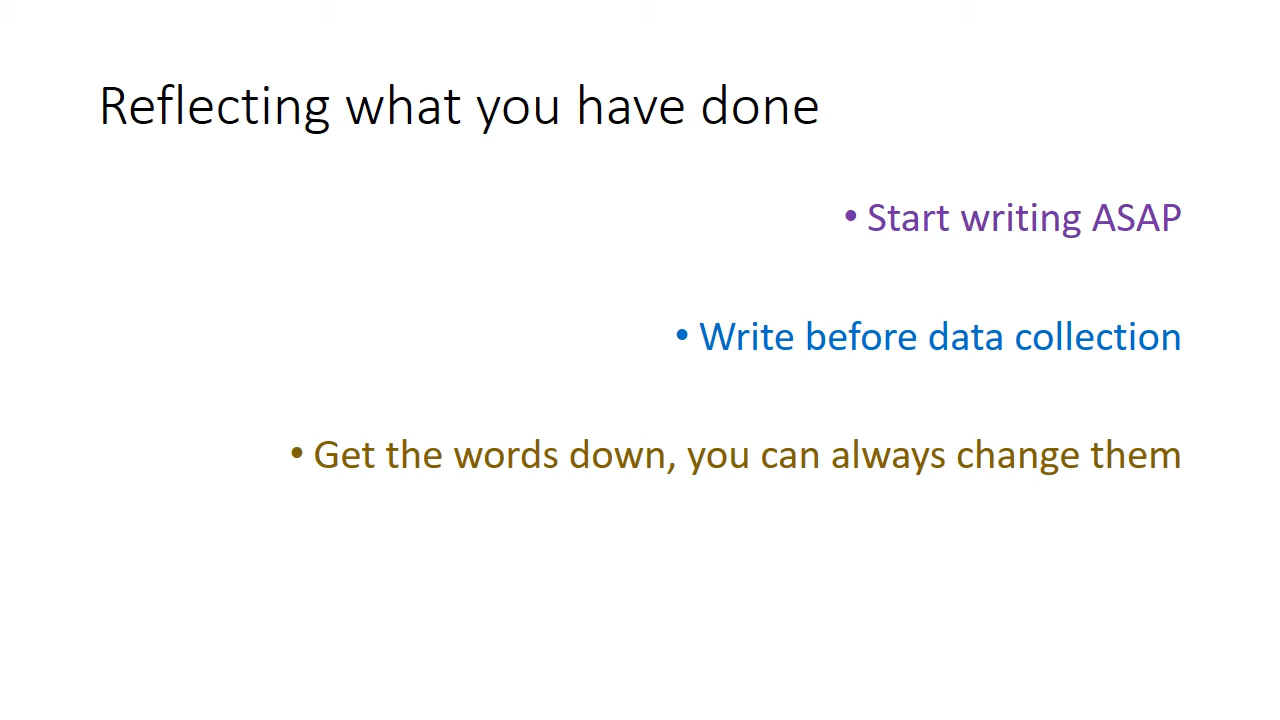 Reflecting what you have done
• Start writing ASAP
• Write before data collection
• Get the words down, you can always change them